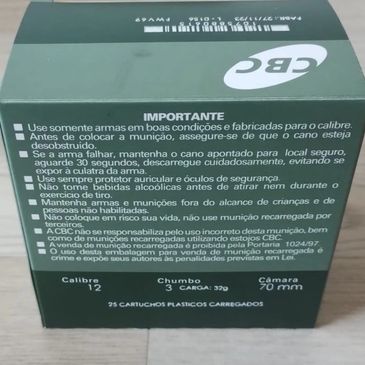 FABR.: 27/11/23 L-D156 FWV69
CBC
IMPORTANTE
Use somente armas em boas condições e fabricadas para o calibre.
Antes de colocar a munição, assegure-se de que o cano esteja
desobstruído.
Se a arma falhar, mantenha o cano apontado para local seguro,
aguarde 30 segundos, descarregue cuidadosamente, evitando se
expor à culatra da arma.
Use sempre protetor auricular e óculos de segurança.
Não tome bebidas alcoólicas antes de atirar nem durante o
exercício de tiro.
Mantenha armas e munições fora do alcance de crianças e de
pessoas não habilitadas.
Não coloque em risco sua vida, não use munição recarregada por
terceiros.
A CBC não se responsabiliza pelo uso incorreto desta munição, bem
como de munições recarregadas utilizando estojos CBC.
A venda de munição recarregada é proibida pela Portaria 1024/97
O uso desta embalagem para venda de munição recarregada é
crime e expõe seus autores às penalidades previstas em Lei.
Calibre Chumbo Câmara
12 3 CARGA: 32g 70 mm
25 CARTUCHOS PLASTICOS CARREGADOS